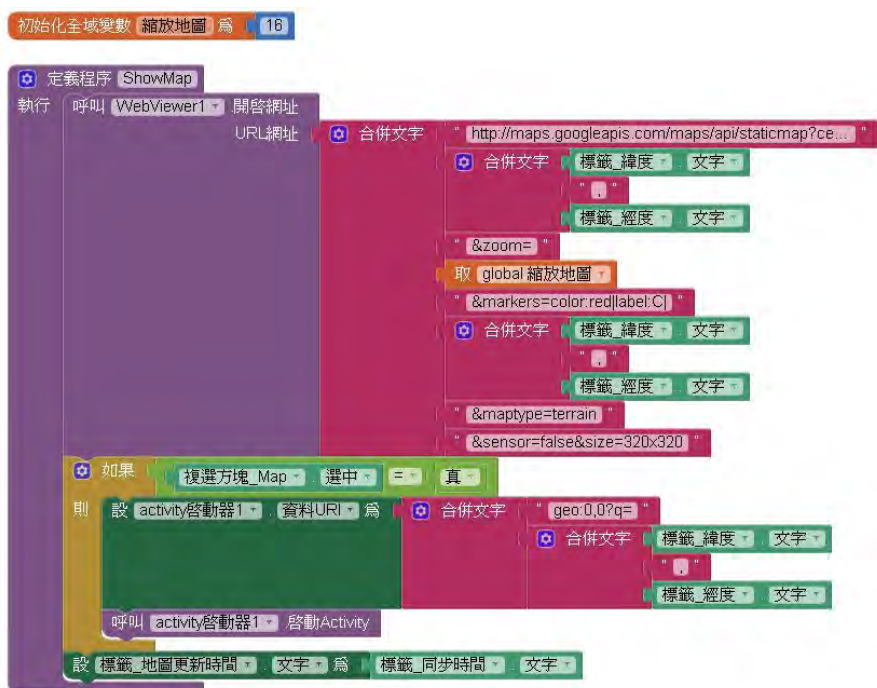 初始化全域變數 縮放地圖 為 16
定義程序 ShowMap
執行 呼叫 WebViewer1 開啟網址
URL網址 合併文字 " http://maps.googleapis.com/maps/api/staticmap?ce... "
合併文字 標籤_緯度 . 文字
" , "
標籤_經度 . 文字
" &zoom= "
取 global 縮放地圖
" &markers=color:red|label:C| "
合併文字 標籤_緯度 . 文字
" , "
標籤_經度 . 文字
" &maptype=terrain "
" &sensor=false&size=320x320 "
如果 複選方塊_Map . 選中 = 真
則 設 activity啟動器1 . 資料URI 為 合併文字 " geo:0,0?q= "
合併文字 標籤_緯度 . 文字
" , "
標籤_經度 . 文字
呼叫 activity啟動器1 啟動Activity
設 標籤_地圖更新時間 . 文字 為 標籤_同步時間 . 文字